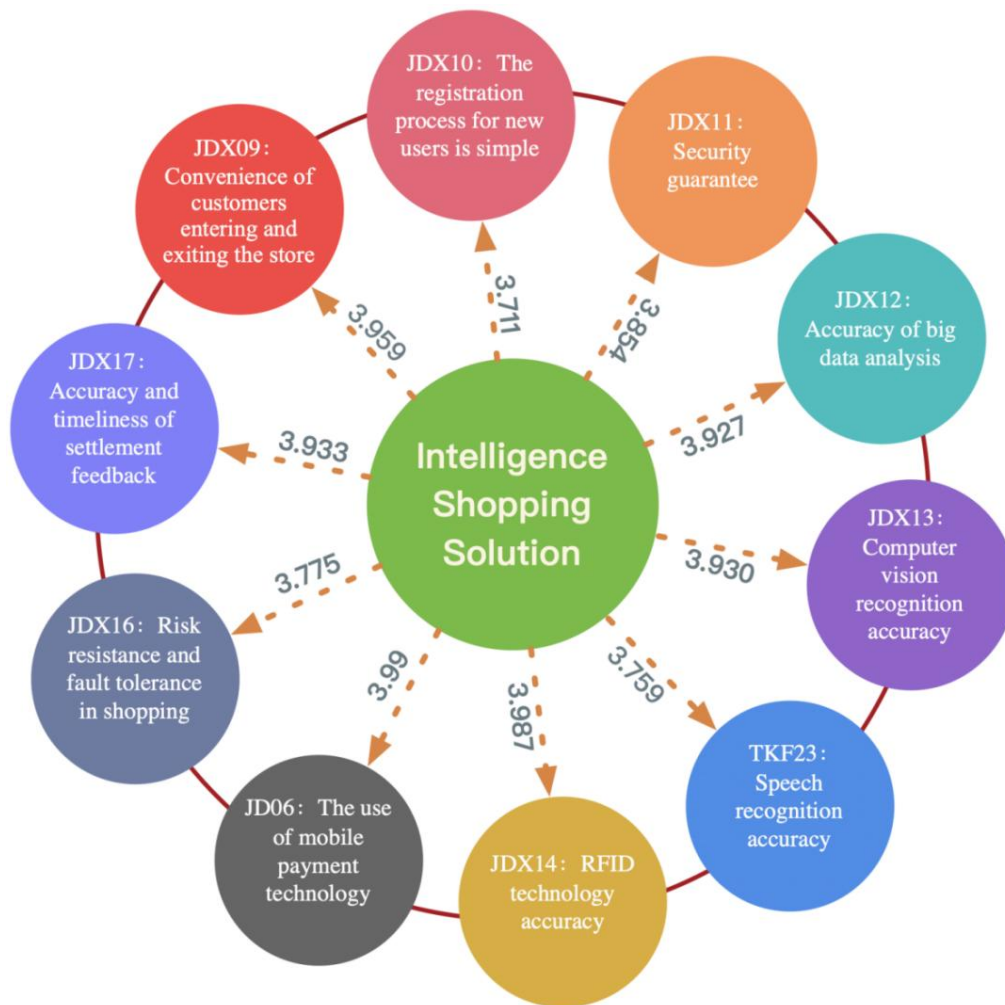 JDX10: The
registration
process for new
users is simple
JDX11:
Security
guarantee
JDX09:
Convenience of
customers
entering and
exiting the store
JDX12:
Accuracy of big
data analysis
JDX17:
Accuracy and
timeliness of
settlement
feedback
JDX13:
Computer
vision
recognition
accuracy
JDX16: Risk
resistance and
fault tolerance
in shopping
TKF23:
Speech
recognition
accuracy
JD06: The use
of mobile
payment
technology
JDX14: RFID
technology
accuracy
Intelligence
Shopping
Solution
3.711
3.854
3.927
3.930
3.759
3.987
3.99
3.775
3.933
3.959